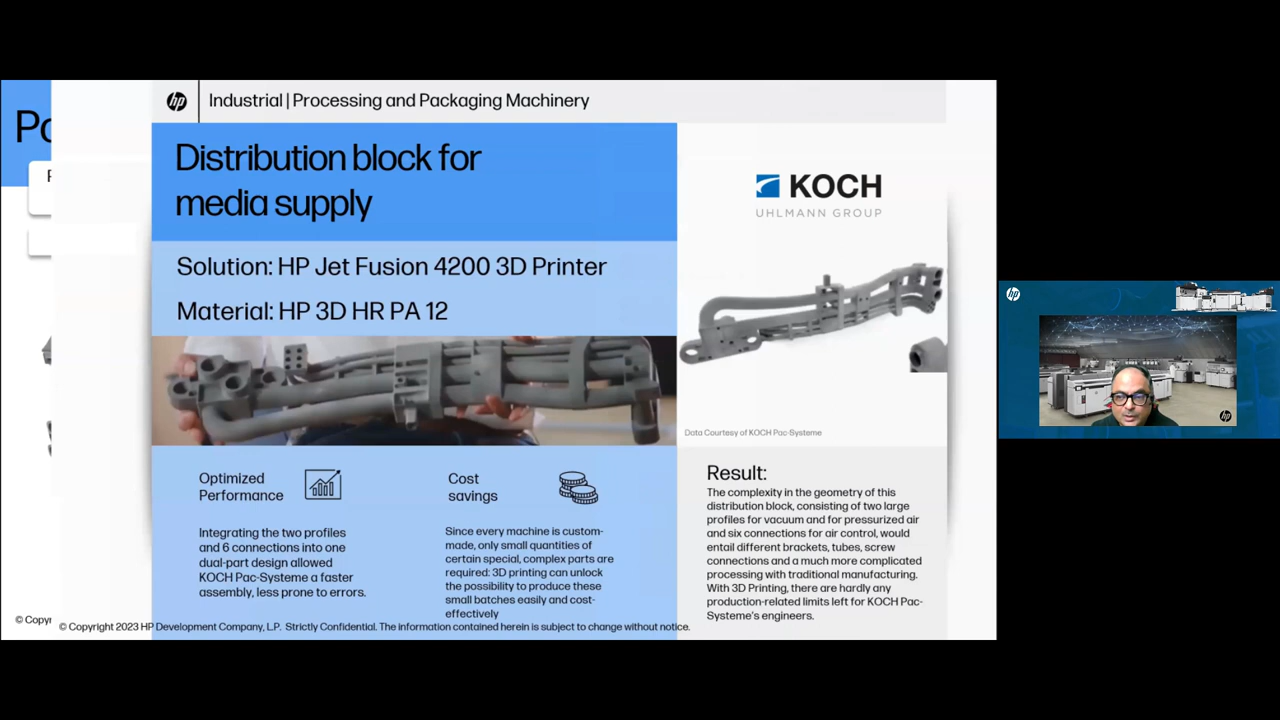 hp
Industrial | Processing and Packaging Machinery
Po
Distribution block for
media supply
Solution: HP Jet Fusion 4200 3D Printer
Material: HP 3D HR PA 12
KOCH
UHLMANN GROUP
Data Courtesy of KOCH Pac-Systeme
Optimized
Performance
Integrating the two profiles
and 6 connections into one
dual-part design allowed
KOCH Pac-Systeme a faster
assembly, less prone to errors.
Cost
savings
Since every machine is custom-
made, only small quantities of
certain special, complex parts are
required: 3D printing can unlock
the possibility to produce these
small batches easily and cost-
effectively
Result:
The complexity in the geometry of this
distribution block, consisting of two large
profiles for vacuum and for pressurized air
and six connections for air control, would
entail different brackets, tubes, screw
connections and a much more complicated
processing with traditional manufacturing.
With 3D Printing, there are hardly any
production-related limits left for KOCH Pac-
Systeme's engineers.
© Copyr
© Copyright 2023 HP Development Company, L.P. Strictly Confidential. The information contained herein is subject to change without notice.
hp
hp